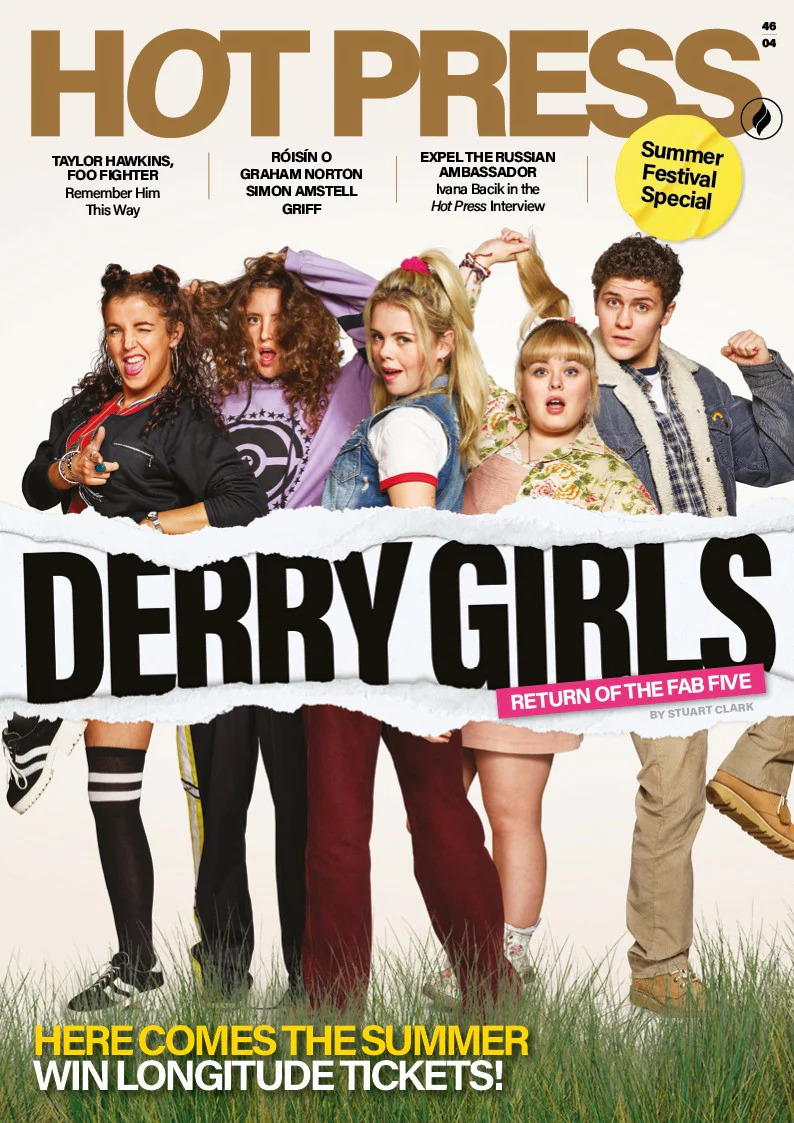 HOT PRESS
46
04
TAYLOR HAWKINS,
FOO FIGHTER
Remember Him
This Way
RÓISÍN O
GRAHAM NORTON
SIMON AMSTELL
GRIFF
EXPEL THE RUSSIAN
AMBASSADOR
Ivana Bacik in the
Hot Press Interview
Summer
Festival
Special
DERRY GIRLS
RETURN OF THE FAB FIVE
BY STUART CLARK
HERE COMES THE SUMMER
WIN LONGITUDE TICKETS!